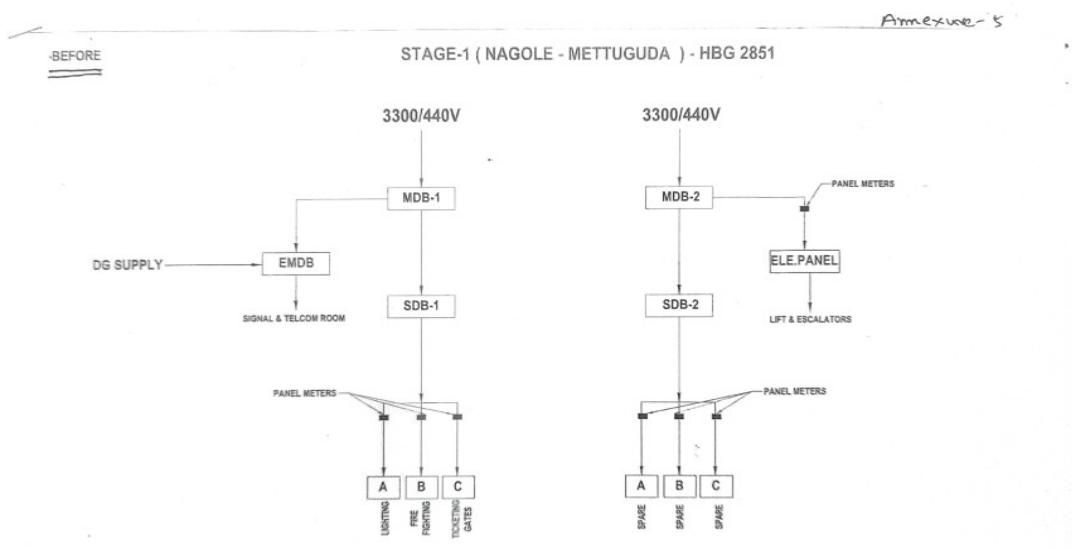 Annexure-5
-BEFORE
STAGE-1 ( NAGOLE - METTUGUDA ) - HBG 2851
3300/440V
3300/440V
MDB-1
MDB-2
PANEL METERS
DG SUPPLY
EMDB
ELE.PANEL
SIGNAL & TELCOM ROOM
SDB-1
SDB-2
LIFT & ESCALATORS
PANEL METERS
PANEL METERS
A
B
C
A
B
C
LIGHTING
FIRE
FIGHTING
TICKETING
GATES
SPARE
SPARE
SPARE